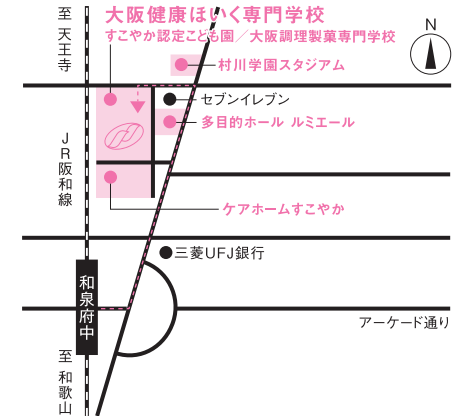 大阪健康ほいく専門学校
すこやか認定こども園／大阪調理製菓専門学校
至 天王寺
N
村川学園スタジアム
セブンイレブン
多目的ホール ルミエール
JR阪和線
ケアホームすこやか
三菱UFJ銀行
和泉府中
アーケード通り
至 和歌山